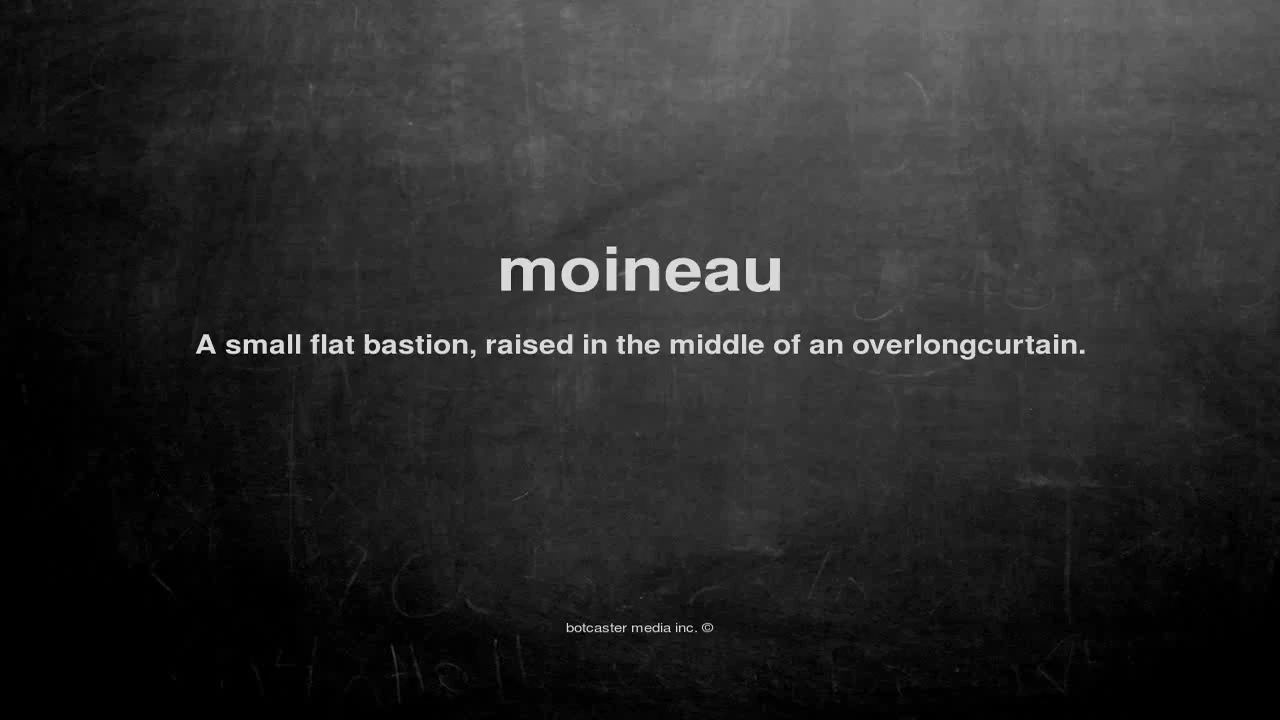 moineau
A small flat bastion, raised in the middle of an overlongcurtain.
botcaster media inc. ©